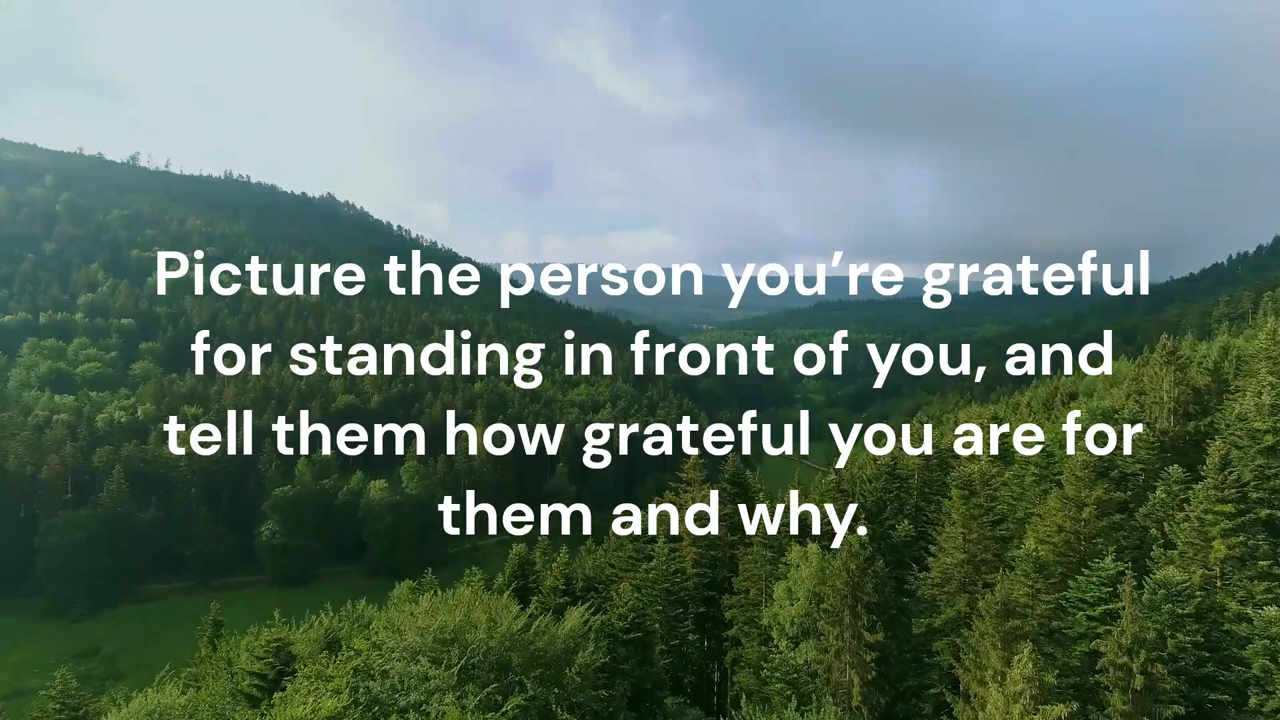 Picture the person you’re grateful
for standing in front of you, and
tell them how grateful you are for
them and why.